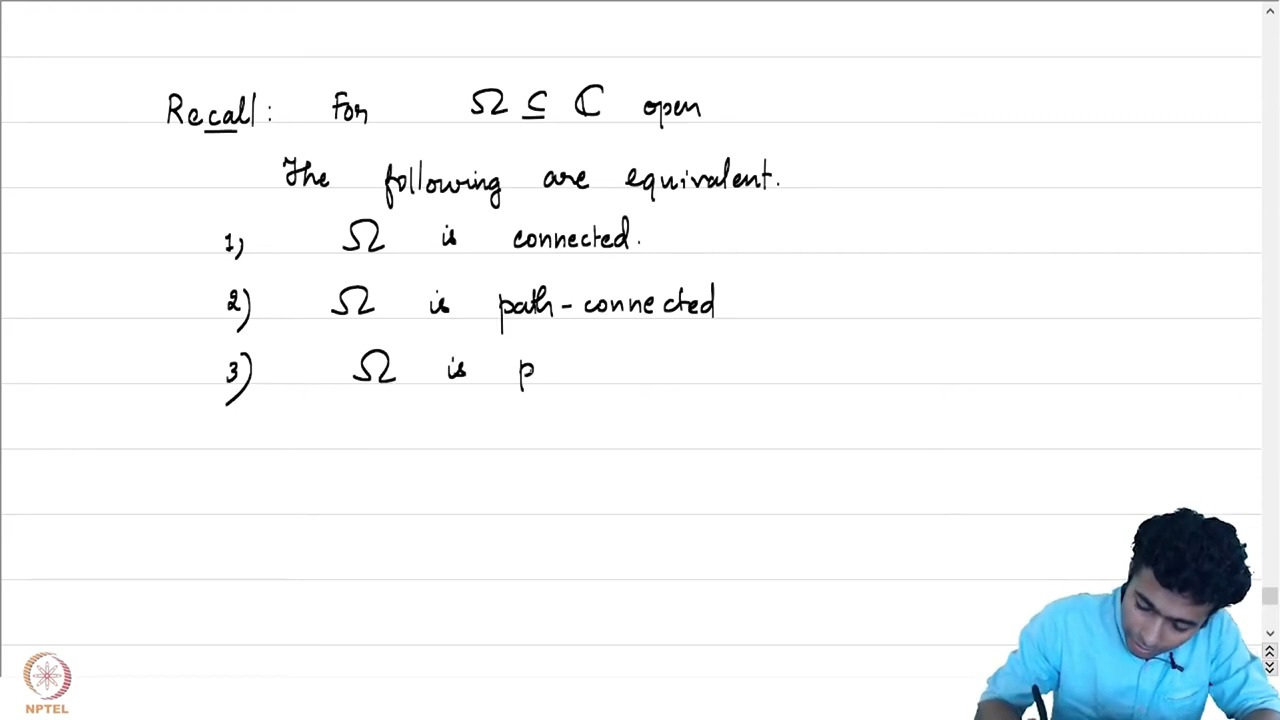 Recall: For Ω ⊆ ℂ open
The following are equivalent.
1) Ω is connected.
2) Ω is path-connected
3) Ω is p
NPTEL